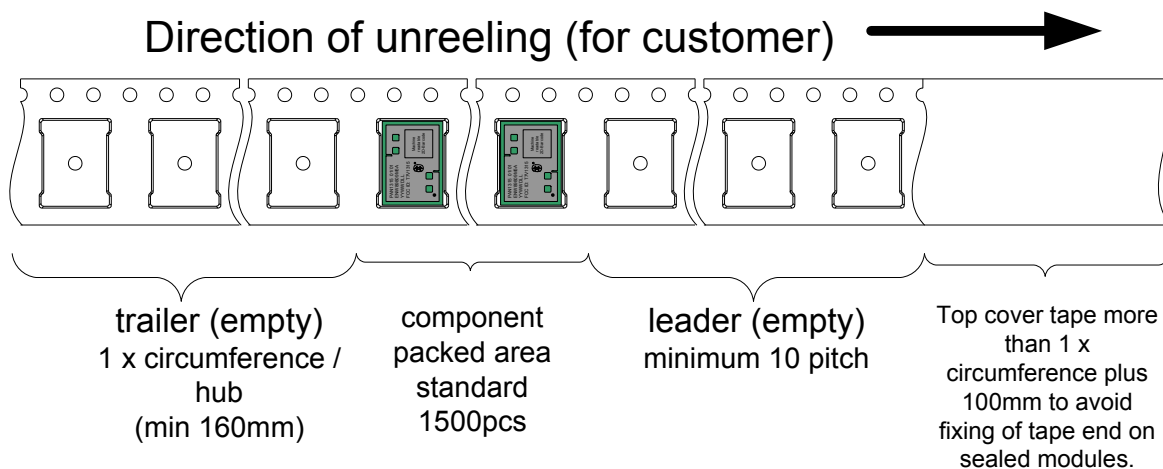 Direction of unreeling (for customer)
trailer (empty)
1 x circumference /
hub
(min 160mm)
component
packed area
standard
1500pcs
leader (empty)
minimum 10 pitch
Top cover tape more
than 1 x
circumference plus
100mm to avoid
fixing of tape end on
sealed modules.